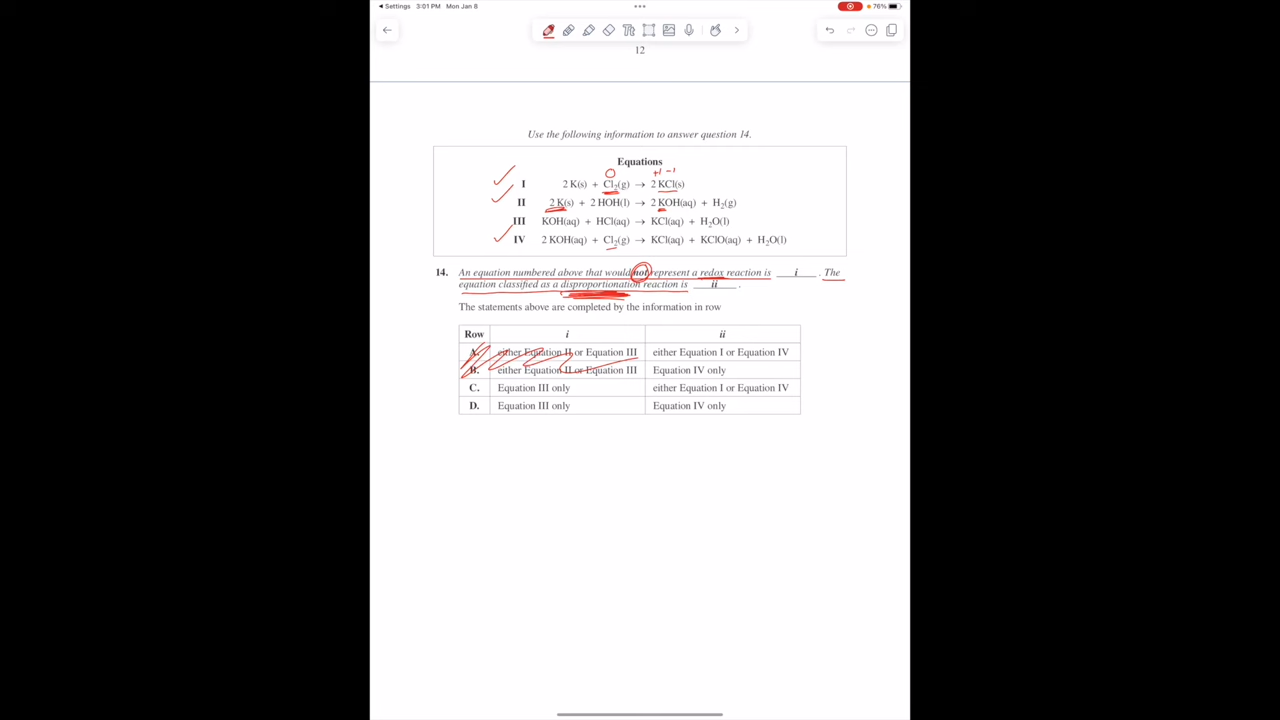 Settings 3:01 PM Mon Jan 8
76%
12
Use the following information to answer question 14.
Equations
0 +1 -1
I 2 K(s) + Cl₂(g) → 2 KCl(s)
II 2 K(s) + 2 HOH(l) → 2 KOH(aq) + H₂(g)
III KOH(aq) + HCl(aq) → KCl(aq) + H₂O(l)
IV 2 KOH(aq) + Cl₂(g) → KCl(aq) + KClO(aq) + H₂O(l)
14. An equation numbered above that would not represent a redox reaction is ___i___. The
equation classified as a disproportionation reaction is ___ii___.
The statements above are completed by the information in row
Row i ii
A. either Equation II or Equation III either Equation I or Equation IV
B. either Equation II or Equation III Equation IV only
C. Equation III only either Equation I or Equation IV
D. Equation III only Equation IV only